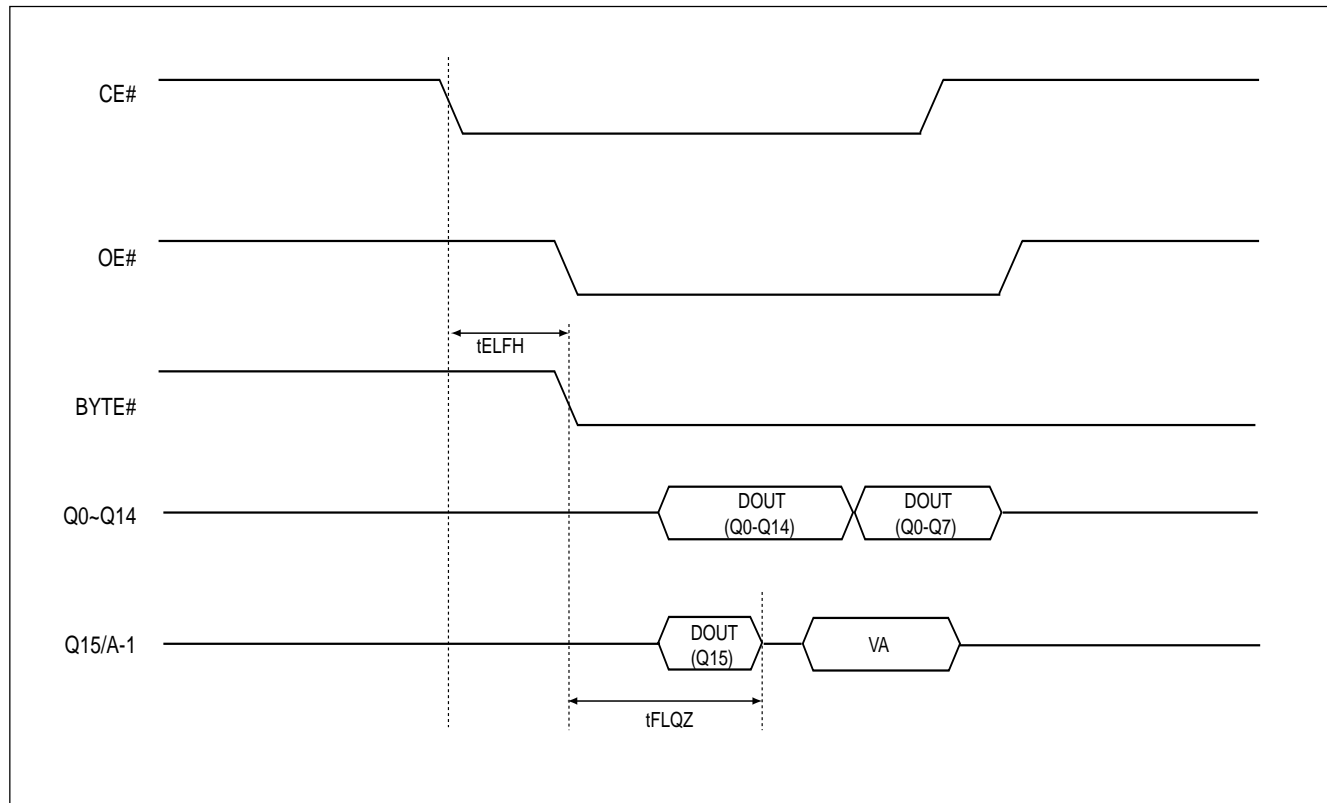 CE#
OE#
tELFH
BYTE#
Q0~Q14
DOUT
(Q0-Q14)
DOUT
(Q0-Q7)
Q15/A-1
DOUT
(Q15)
VA
tFLQZ